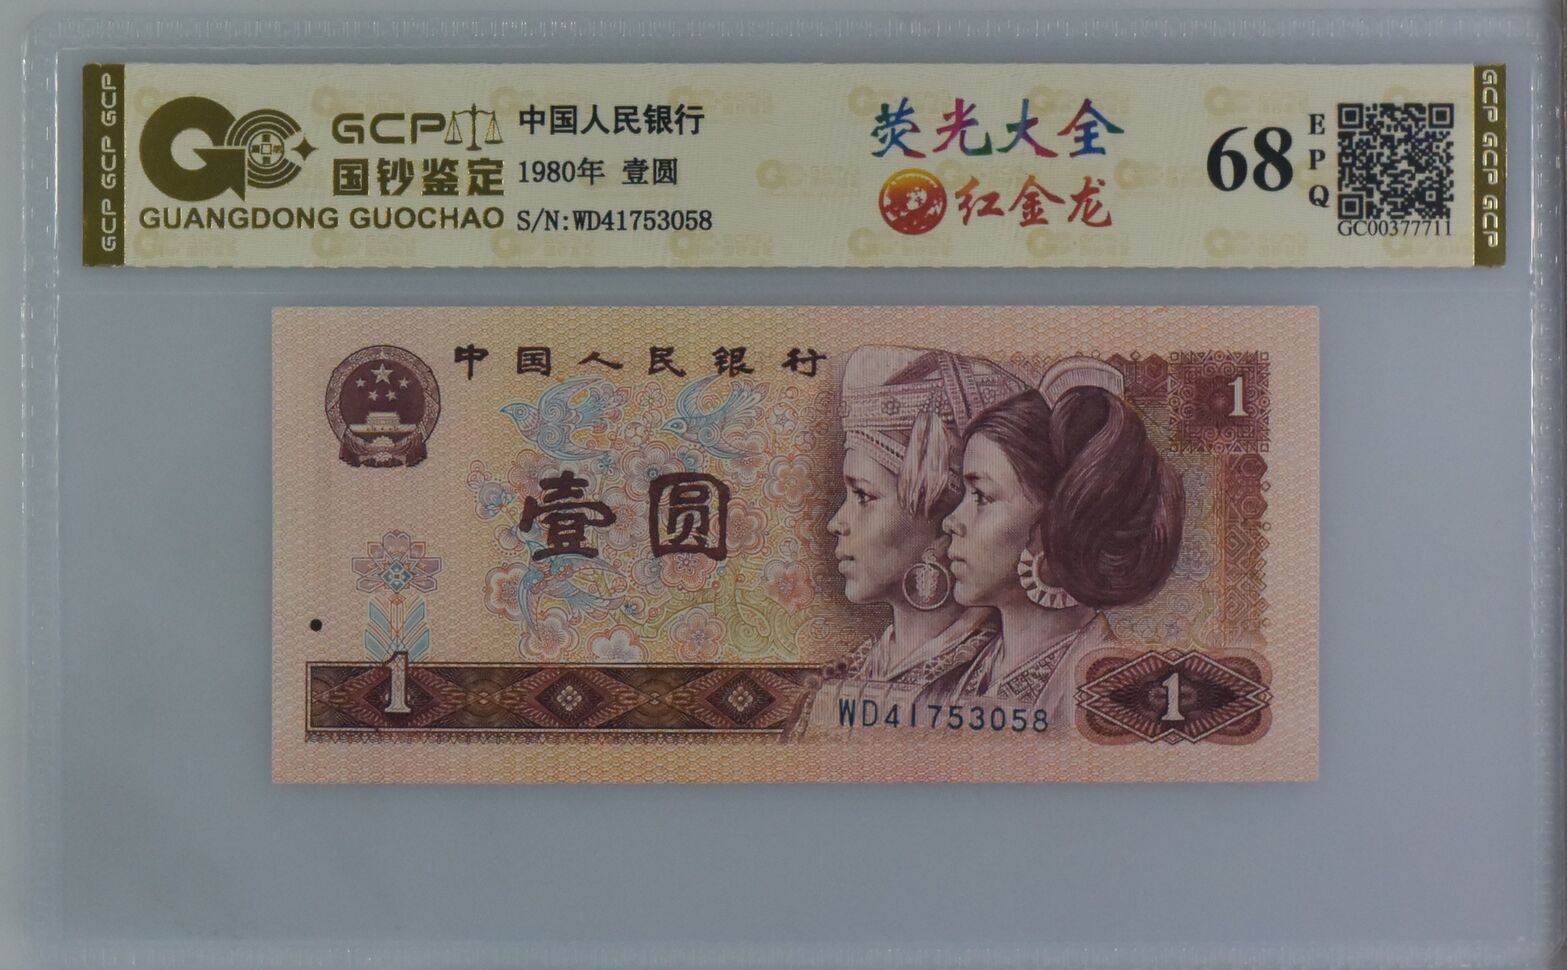 GCP GCP GCP
GCP
国钞鉴定
GUANGDONG GUOCHAO
中国人民银行
1980年 壹圆
S/N:WD41753058
荧光大全
红金龙
68
EPQ
GC00377711
GCP GCP GCP
中国人民银行
1
壹圆
1
WD41753058
1